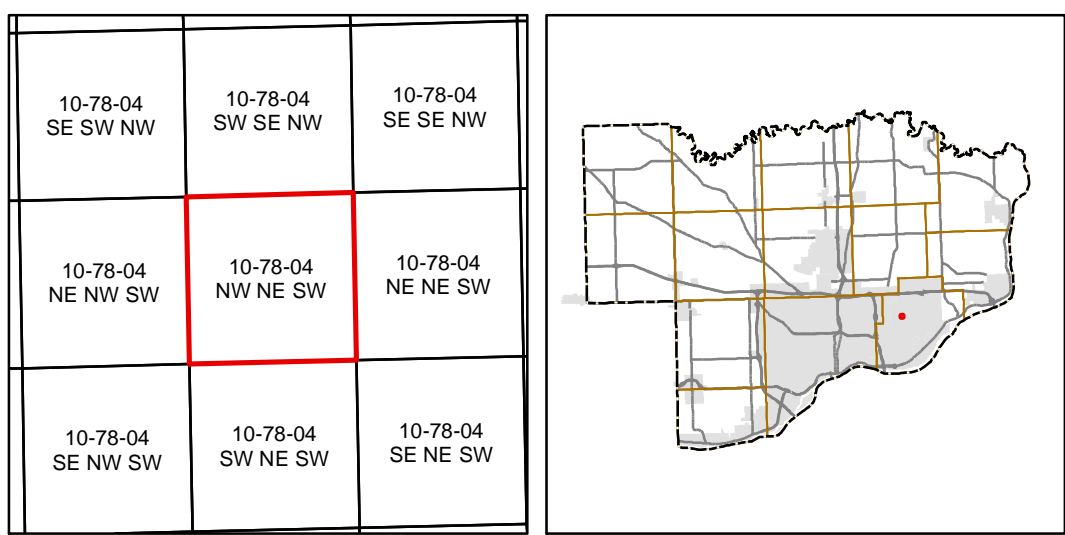 10-78-04
SE SW NW
10-78-04
SW SE NW
10-78-04
SE SE NW
10-78-04
NE NW SW
10-78-04
NW NE SW
10-78-04
NE NE SW
10-78-04
SE NW SW
10-78-04
SW NE SW
10-78-04
SE NE SW